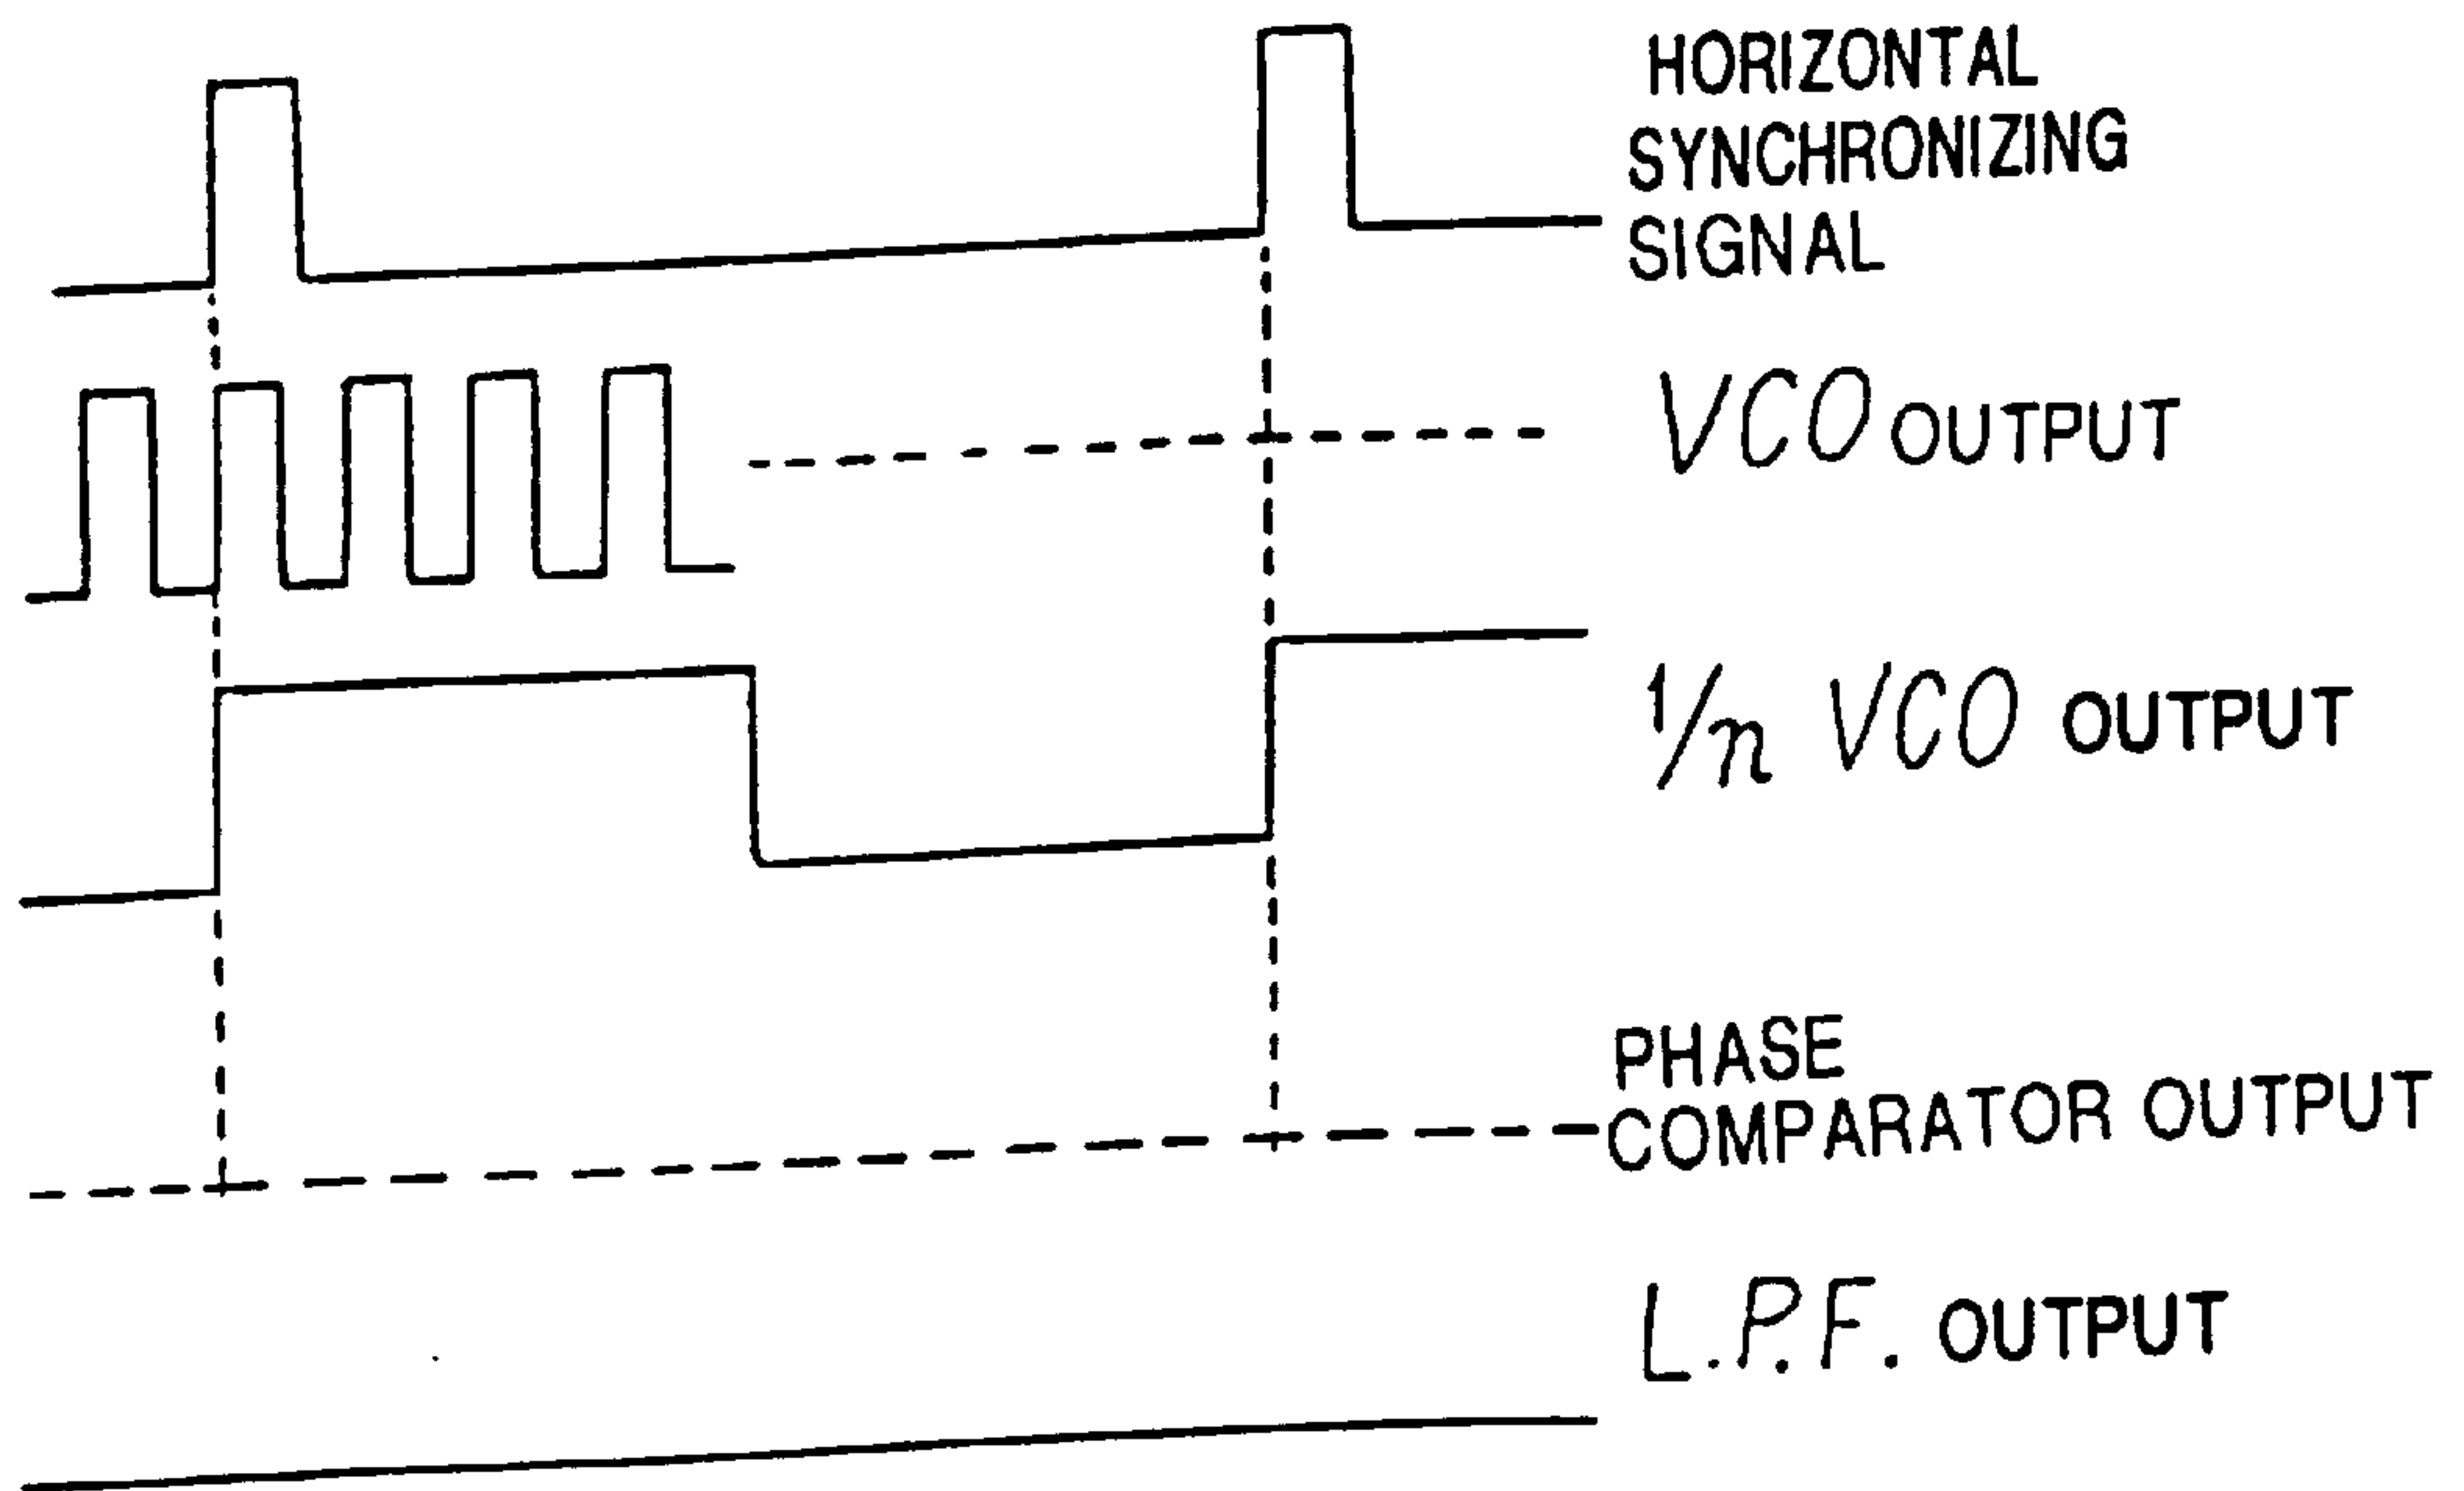 HORIZONTAL
SYNCHRONIZING
SIGNAL
VCO OUTPUT
1/n VCO OUTPUT
PHASE
COMPARATOR OUTPUT
L.P.F. OUTPUT